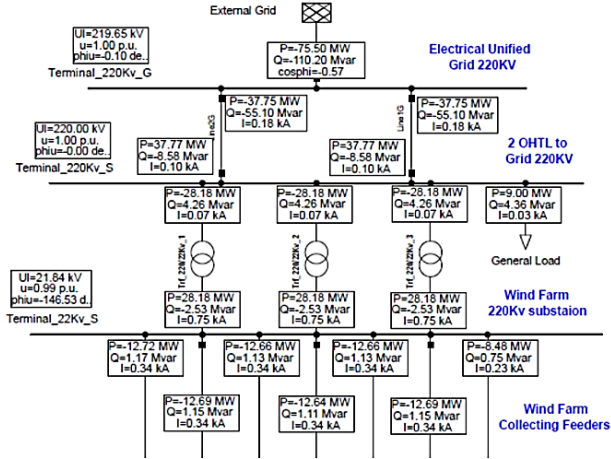 External Grid
Ul=219.65 kV
u=1.00 p.u.
phiu=-0.10 de..
Terminal_220Kv_G
P=-75.50 MW
Q=-110.20 Mvar
cosphi=-0.57
Electrical Unified
Grid 220KV
P=-37.75 MW
Q=-55.10 Mvar
I=0.18 kA
Line2G
P=-37.75 MW
Q=-55.10 Mvar
I=0.18 kA
Line1G
Ul=220.00 kV
u=1.00 p.u.
phiu=-0.00 de..
Terminal_220Kv_S
P=37.77 MW
Q=-8.58 Mvar
I=0.10 kA
P=37.77 MW
Q=-8.58 Mvar
I=0.10 kA
2 OHTL to
Grid 220KV
P=-28.18 MW
Q=4.26 Mvar
I=0.07 kA
P=-28.18 MW
Q=4.26 Mvar
I=0.07 kA
P=-28.18 MW
Q=4.26 Mvar
I=0.07 kA
P=9.00 MW
Q=4.36 Mvar
I=0.03 kA
Trf_220/22Kv_1
Trf_220/22Kv_2
Trf_220/22Kv_3
General Load
Ul=21.84 kV
u=0.99 p.u.
phiu=-146.53 d..
Terminal_22Kv_S
P=28.18 MW
Q=-2.53 Mvar
I=0.75 kA
P=28.18 MW
Q=-2.53 Mvar
I=0.75 kA
P=28.18 MW
Q=-2.53 Mvar
I=0.75 kA
Wind Farm
220Kv substaion
P=-12.72 MW
Q=1.17 Mvar
I=0.34 kA
P=-12.66 MW
Q=1.13 Mvar
I=0.34 kA
P=-12.66 MW
Q=1.13 Mvar
I=0.34 kA
P=-8.48 MW
Q=0.75 Mvar
I=0.23 kA
P=-12.69 MW
Q=1.15 Mvar
I=0.34 kA
P=-12.64 MW
Q=1.11 Mvar
I=0.34 kA
P=-12.69 MW
Q=1.15 Mvar
I=0.34 kA
Wind Farm
Collecting Feeders